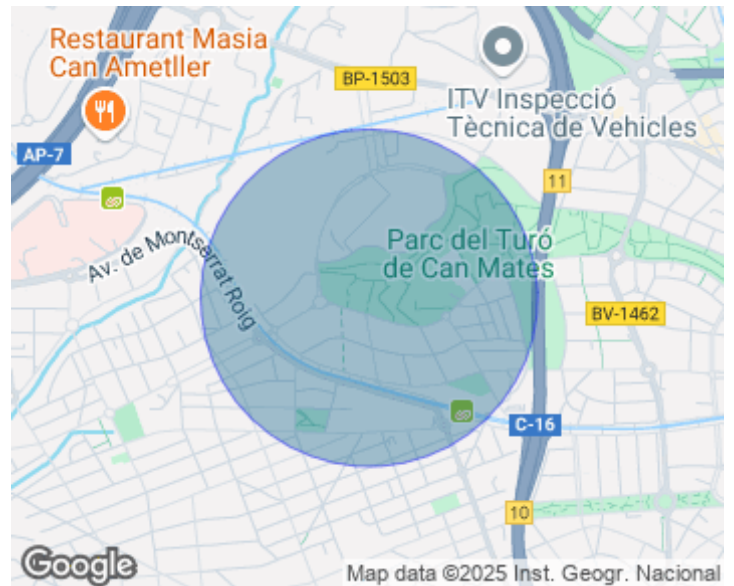 Restaurant Masia
Can Ametller
BP-1503
ITV Inspecció
Tècnica de Vehicles
AP-7
11
Av. de Montserrat Roig
Parc del Turó
de Can Mates
BV-1462
C-16
10
Google
Map data ©2025 Inst. Geogr. Nacional